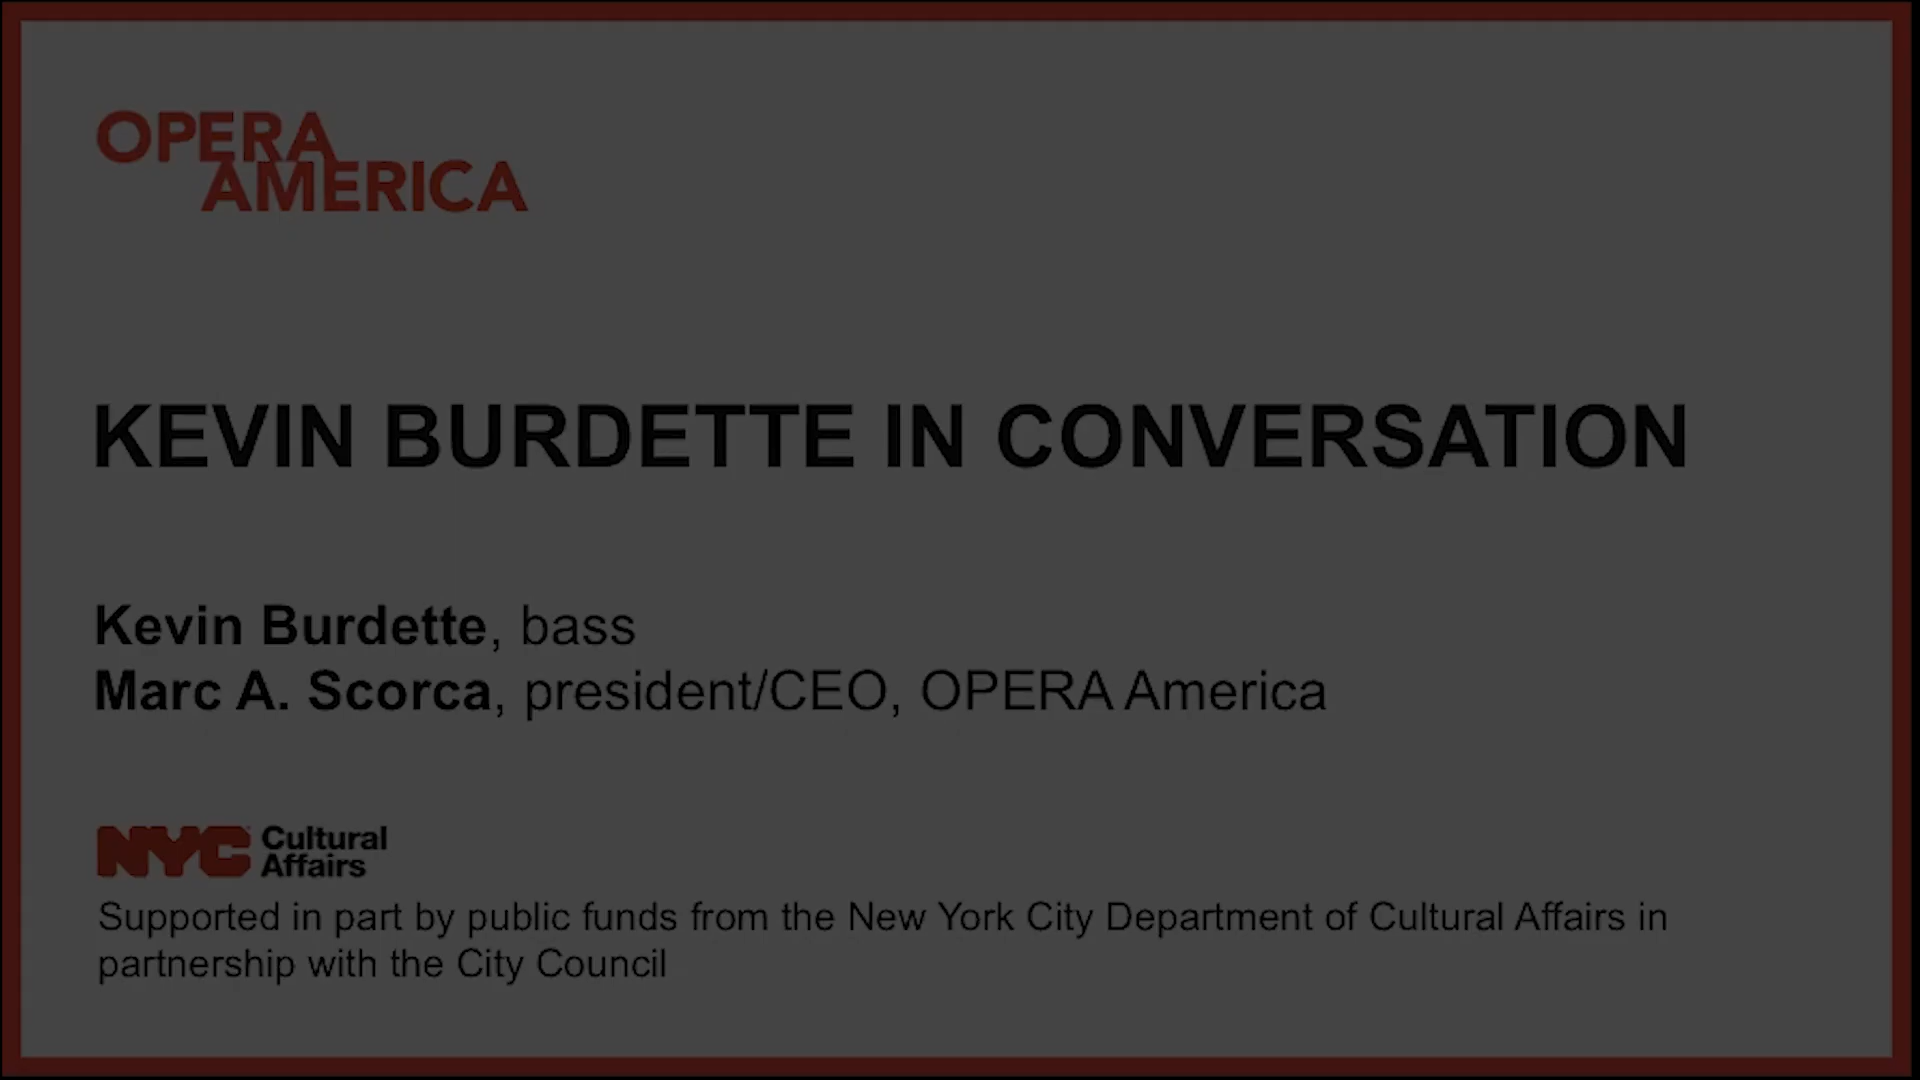 OPERA
AMERICA
KEVIN BURDETTE IN CONVERSATION
Kevin Burdette, bass
Marc A. Scorca, president/CEO, OPERA America
NYC Cultural
Affairs
Supported in part by public funds from the New York City Department of Cultural Affairs in
partnership with the City Council